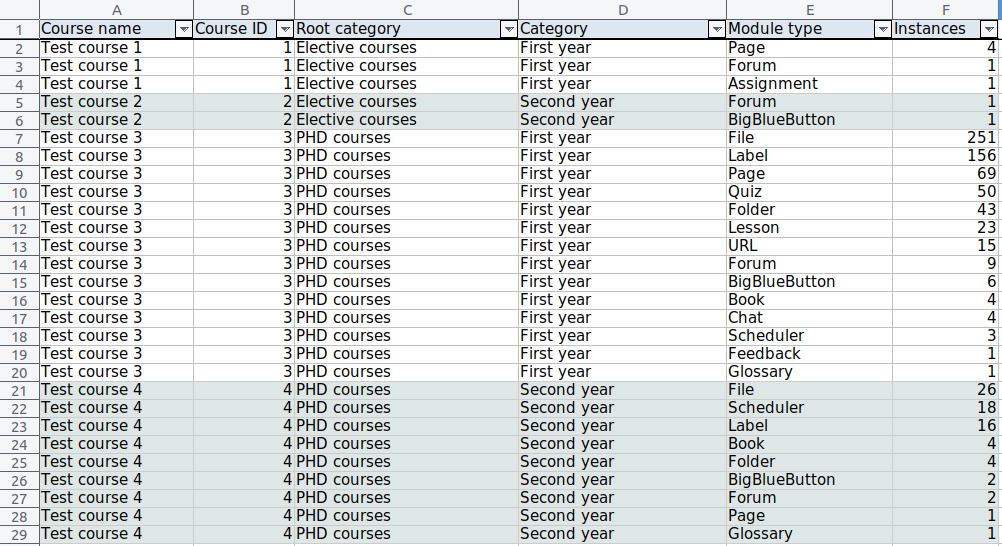 A B C D E F
1 Course name Course ID Root category Category Module type Instances
2 Test course 1 1 Elective courses First year Page 4
3 Test course 1 1 Elective courses First year Forum 1
4 Test course 1 1 Elective courses First year Assignment 1
5 Test course 2 2 Elective courses Second year Forum 1
6 Test course 2 2 Elective courses Second year BigBlueButton 1
7 Test course 3 3 PHD courses First year File 251
8 Test course 3 3 PHD courses First year Label 156
9 Test course 3 3 PHD courses First year Page 69
10 Test course 3 3 PHD courses First year Quiz 50
11 Test course 3 3 PHD courses First year Folder 43
12 Test course 3 3 PHD courses First year Lesson 23
13 Test course 3 3 PHD courses First year URL 15
14 Test course 3 3 PHD courses First year Forum 9
15 Test course 3 3 PHD courses First year BigBlueButton 6
16 Test course 3 3 PHD courses First year Book 4
17 Test course 3 3 PHD courses First year Chat 4
18 Test course 3 3 PHD courses First year Scheduler 3
19 Test course 3 3 PHD courses First year Feedback 1
20 Test course 3 3 PHD courses First year Glossary 1
21 Test course 4 4 PHD courses Second year File 26
22 Test course 4 4 PHD courses Second year Scheduler 18
23 Test course 4 4 PHD courses Second year Label 16
24 Test course 4 4 PHD courses Second year Book 4
25 Test course 4 4 PHD courses Second year Folder 4
26 Test course 4 4 PHD courses Second year BigBlueButton 2
27 Test course 4 4 PHD courses Second year Forum 2
28 Test course 4 4 PHD courses Second year Page 1
29 Test course 4 4 PHD courses Second year Glossary 1